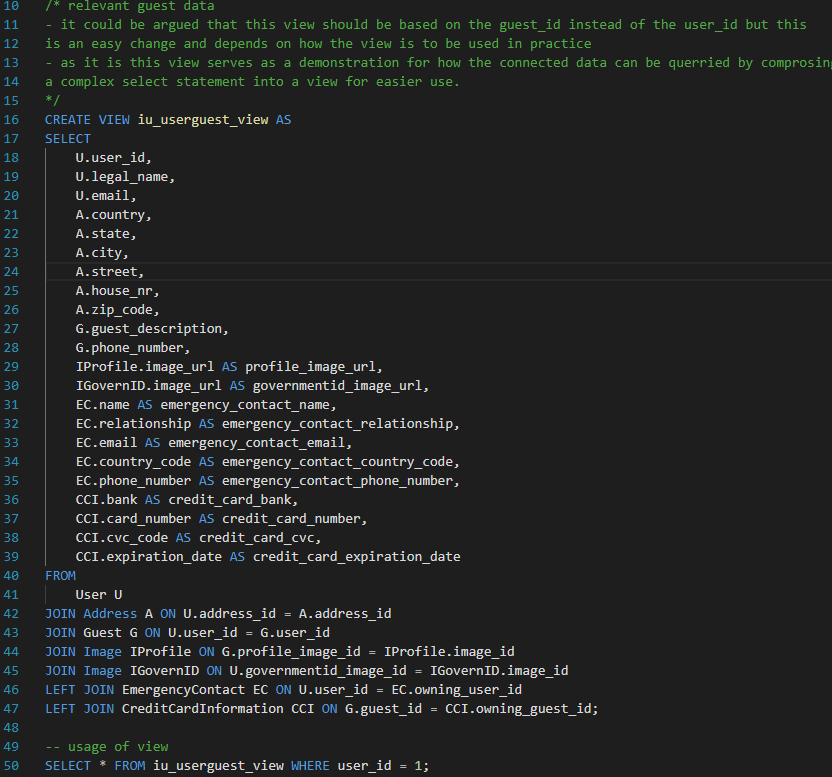 10 /* relevant guest data
11 - it could be argued that this view should be based on the guest_id instead of the user_id but this
12 is an easy change and depends on how the view is to be used in practice
13 - as it is this view serves as a demonstration for how the connected data can be querried by comprosing
14 a complex select statement into a view for easier use.
15 */
16 CREATE VIEW iu_userguest_view AS
17 SELECT
18 U.user_id,
19 U.legal_name,
20 U.email,
21 A.country,
22 A.state,
23 A.city,
24 A.street,
25 A.house_nr,
26 A.zip_code,
27 G.guest_description,
28 G.phone_number,
29 IProfile.image_url AS profile_image_url,
30 IGovernID.image_url AS governmentid_image_url,
31 EC.name AS emergency_contact_name,
32 EC.relationship AS emergency_contact_relationship,
33 EC.email AS emergency_contact_email,
34 EC.country_code AS emergency_contact_country_code,
35 EC.phone_number AS emergency_contact_phone_number,
36 CCI.bank AS credit_card_bank,
37 CCI.card_number AS credit_card_number,
38 CCI.cvc_code AS credit_card_cvc,
39 CCI.expiration_date AS credit_card_expiration_date
40 FROM
41 User U
42 JOIN Address A ON U.address_id = A.address_id
43 JOIN Guest G ON U.user_id = G.user_id
44 JOIN Image IProfile ON G.profile_image_id = IProfile.image_id
45 JOIN Image IGovernID ON U.governmentid_image_id = IGovernID.image_id
46 LEFT JOIN EmergencyContact EC ON U.user_id = EC.owning_user_id
47 LEFT JOIN CreditCardInformation CCI ON G.guest_id = CCI.owning_guest_id;
48
49 -- usage of view
50 SELECT * FROM iu_userguest_view WHERE user_id = 1;